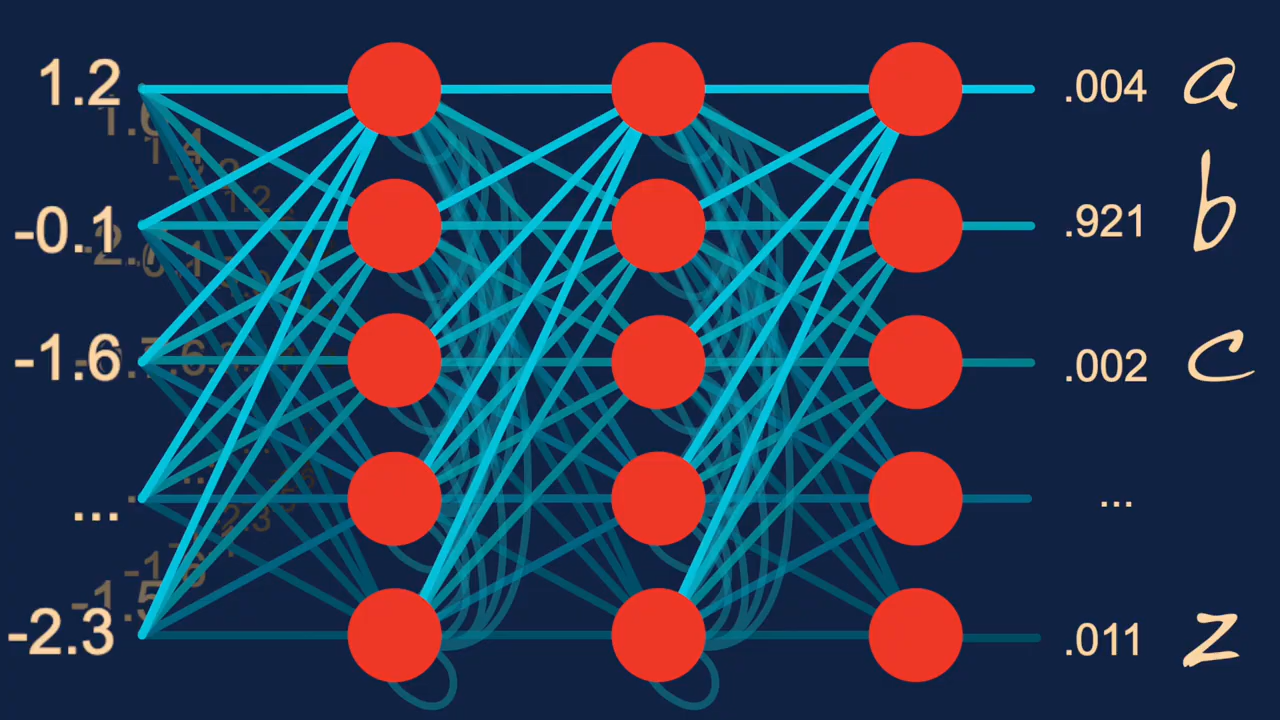 1.2 .004 a
-0.1 .921 b
-1.6 .002 c
... ...
-2.3 .011 z